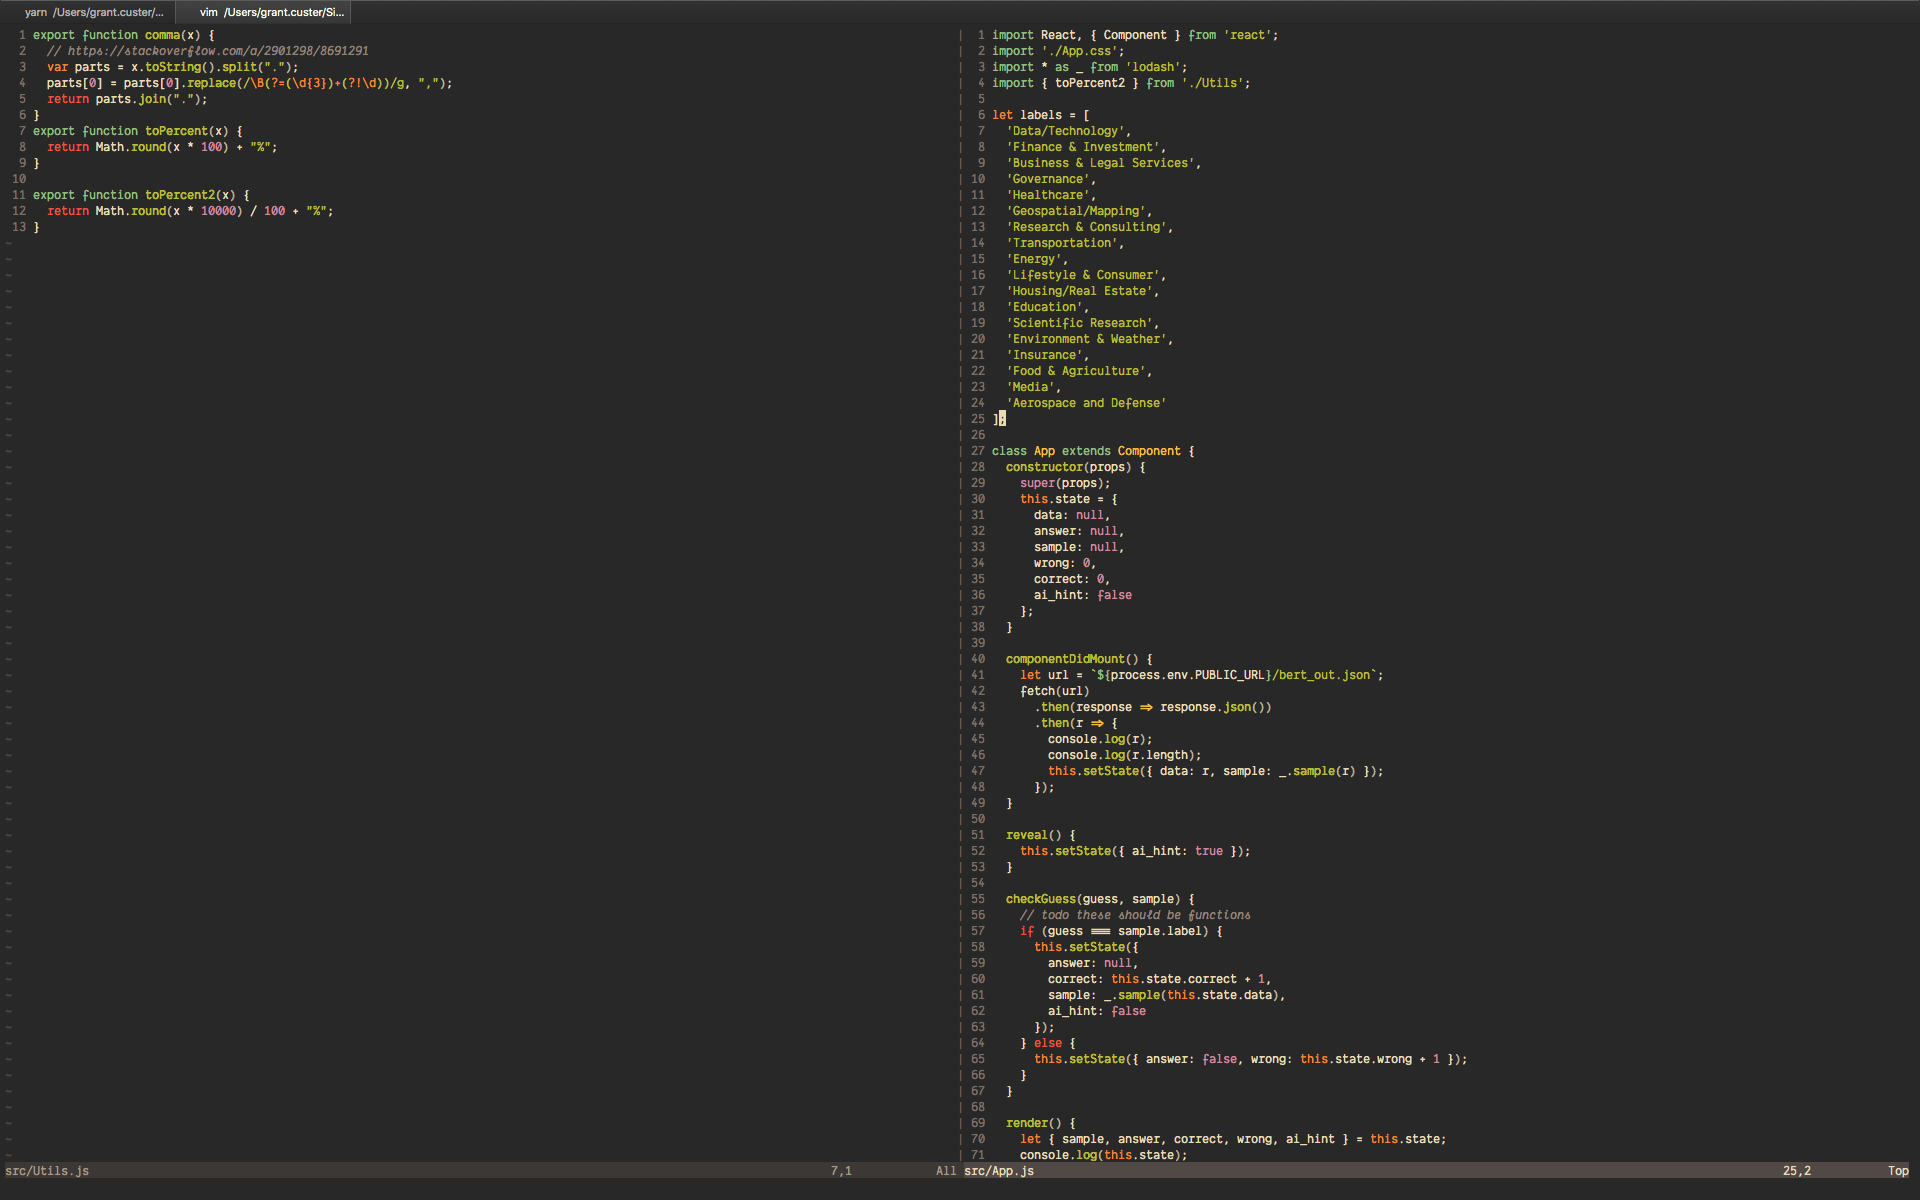 yarn  /Users/grant.custer/...
vim  /Users/grant.custer/Si...
1 export function comma(x) {
2   // https://stackoverflow.com/a/2901298/8691291
3   var parts = x.toString().split(".");
4   parts[0] = parts[0].replace(/\B(?=(\d{3})+(?!\d))/g, ",");
5   return parts.join(".");
6 }
7 export function toPercent(x) {
8   return Math.round(x * 100) + "%";
9 }
10
11 export function toPercent2(x) {
12   return Math.round(x * 10000) / 100 + "%";
13 }
src/Utils.js 7,1 All
1 import React, { Component } from 'react';
2 import './App.css';
3 import * as _ from 'lodash';
4 import { toPercent2 } from './Utils';
5
6 let labels = [
7   'Data/Technology',
8   'Finance & Investment',
9   'Business & Legal Services',
10   'Governance',
11   'Healthcare',
12   'Geospatial/Mapping',
13   'Research & Consulting',
14   'Transportation',
15   'Energy',
16   'Lifestyle & Consumer',
17   'Housing/Real Estate',
18   'Education',
19   'Scientific Research',
20   'Environment & Weather',
21   'Insurance',
22   'Food & Agriculture',
23   'Media',
24   'Aerospace and Defense'
25 ];
26
27 class App extends Component {
28   constructor(props) {
29     super(props);
30     this.state = {
31       data: null,
32       answer: null,
33       sample: null,
34       wrong: 0,
35       correct: 0,
36       ai_hint: false
37     };
38   }
39
40   componentDidMount() {
41     let url = `${process.env.PUBLIC_URL}/bert_out.json`;
42     fetch(url)
43       .then(response => response.json())
44       .then(r => {
45         console.log(r);
46         console.log(r.length);
47         this.setState({ data: r, sample: _.sample(r) });
48       });
49   }
50
51   reveal() {
52     this.setState({ ai_hint: true });
53   }
54
55   checkGuess(guess, sample) {
56     // todo these should be functions
57     if (guess === sample.label) {
58       this.setState({
59         answer: null,
60         correct: this.state.correct + 1,
61         sample: _.sample(this.state.data),
62         ai_hint: false
63       });
64     } else {
65       this.setState({ answer: false, wrong: this.state.wrong + 1 });
66     }
67   }
68
69   render() {
70     let { sample, answer, correct, wrong, ai_hint } = this.state;
71     console.log(this.state);
src/App.js 25,2 Top